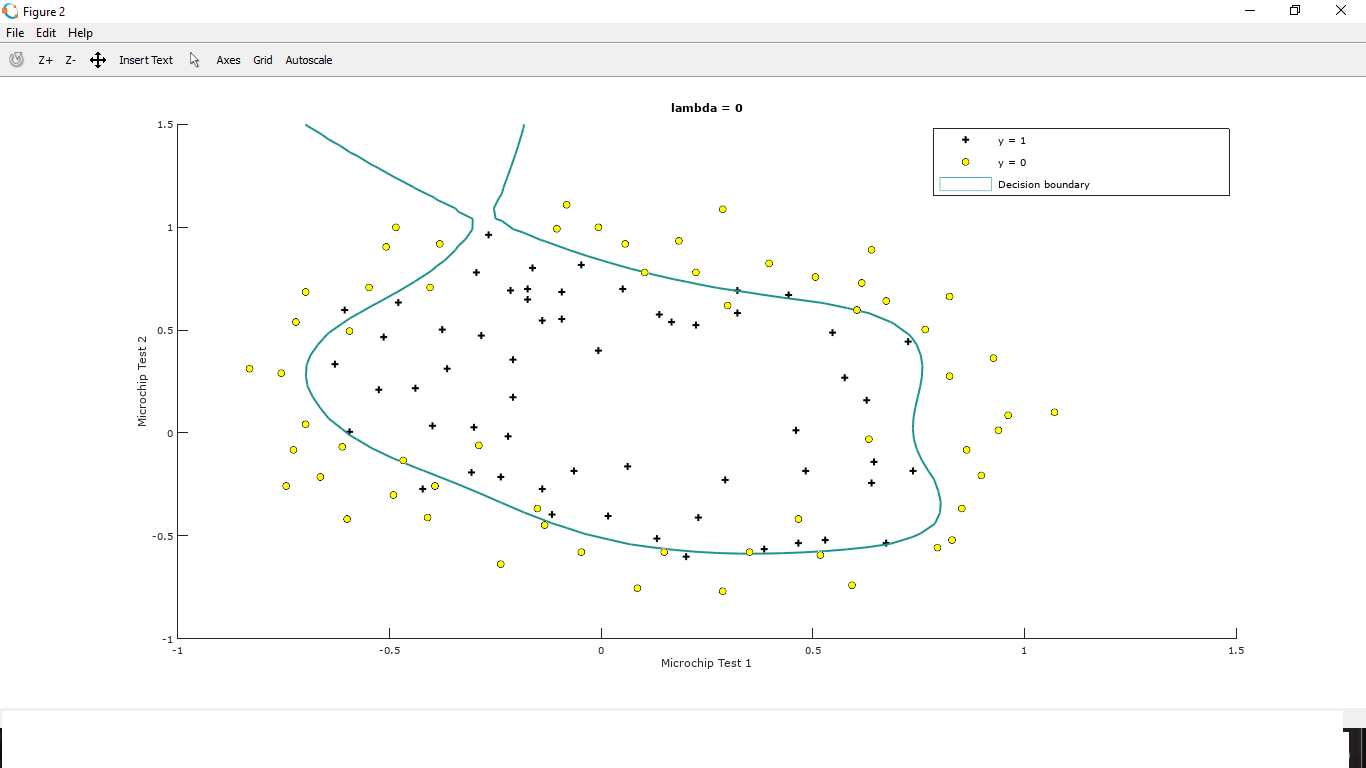 Figure 2
File Edit Help
Z+ Z- Insert Text Axes Grid Autoscale
lambda = 0
1.5
1
0.5
0
-0.5
-1
Microchip Test 2
y = 1
y = 0
Decision boundary
-1 -0.5 0 0.5 1 1.5
Microchip Test 1